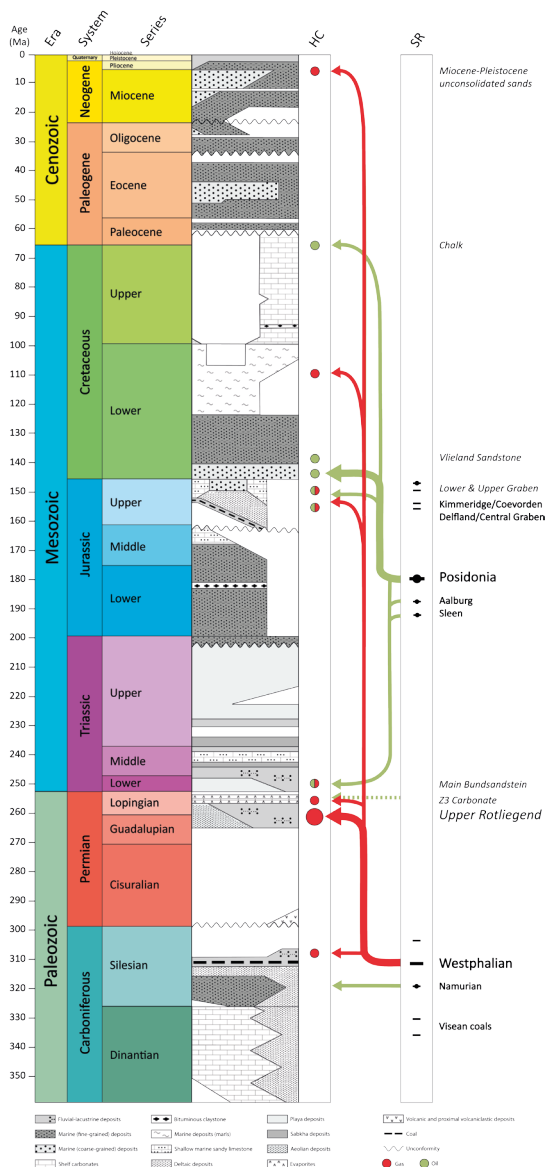 Age
(Ma)
Era
System
Series
HC
SR
0
10
20
30
40
50
60
70
80
90
100
110
120
130
140
150
160
170
180
190
200
210
220
230
240
250
260
270
280
290
300
310
320
330
340
350
Cenozoic
Mesozoic
Paleozoic
Quaternary
Neogene
Paleogene
Cretaceous
Jurassic
Triassic
Permian
Carboniferous
Holocene
Pleistocene
Pliocene
Miocene
Oligocene
Eocene
Paleocene
Upper
Lower
Upper
Middle
Lower
Upper
Middle
Lower
Lopingian
Guadalupian
Cisuralian
Silesian
Dinantian
Miocene-Pleistocene
unconsolidated sands
Chalk
Vlieland Sandstone
Lower & Upper Graben
Kimmeridge/Coevorden
Delfland/Central Graben
Posidonia
Aalburg
Sleen
Main Bundsandstein
Z3 Carbonate
Upper Rotliegend
Westphalian
Namurian
Visean coals
Fluvial-lacustrine deposits
Bituminous claystone
Playa deposits
Volcanic and proximal volcaniclastic deposits
Marine (fine-grained) deposits
Marine deposits (marls)
Sabkha deposits
Coal
Marine (coarse-grained) deposits
Shallow marine sandy limestone
Aeolian deposits
Unconformity
Shelf carbonates
Deltaic deposits
Evaporites
Gas
Oil